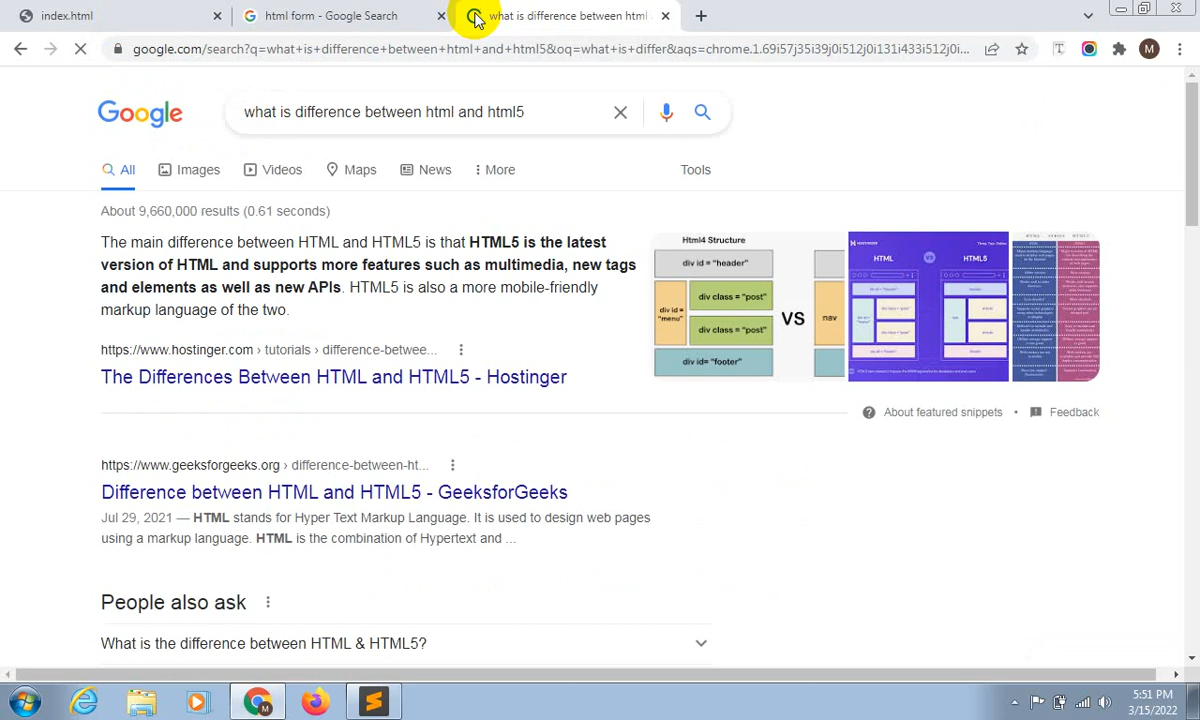 index.html
html form - Google Search
what is difference between html
google.com/search?q=what+is+difference+between+html+and+html5&oq=what+is+differ&aqs=chrome.1.69i57j35i39j0i512j0i131i433i512j0i...
M
Google
what is difference between html and html5
All
Images
Videos
Maps
News
More
Tools
About 9,660,000 results (0.61 seconds)
The main difference between HTML and HTML5 is that HTML5 is the latest
version of HTML and supports more features such as multimedia, new tags
and elements as well as new APIs. HTML5 is also a more mobile-friendly
markup language of the two.
Html4 Structure
div id = "header"
div id = "menu"
div class = "post"
div class = "post"
div id= "footer"
VS
nav
HOSTINGER
HTML
VS
HTML5
https://www.hostinger.com › tutorials › difference-betwee...
The Differences Between HTML and HTML5 - Hostinger
About featured snippets
•
Feedback
https://www.geeksforgeeks.org › difference-between-ht...
Difference between HTML and HTML5 - GeeksforGeeks
Jul 29, 2021 — HTML stands for Hyper Text Markup Language. It is used to design web pages
using a markup language. HTML is the combination of Hypertext and ...
People also ask
What is the difference between HTML & HTML5?
5:51 PM
3/15/2022